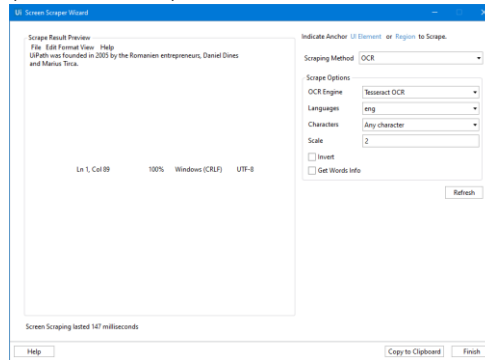 Ui Screen Scraper Wizard
Scrape Result Preview
File Edit Format View Help
UiPath was founded in 2005 by the Romanien entrepreneurs, Daniel Dines
and Marius Tirca.
Ln 1, Col 89 100% Windows (CRLF) UTF-8
Screen Scraping lasted 147 milliseconds
Indicate Anchor UI Element or Region to Scrape.
Scraping Method OCR
Scrape Options
OCR Engine Tesseract OCR
Languages eng
Characters Any character
Scale 2
Invert
Get Words Info
Refresh
Help Copy to Clipboard Finish